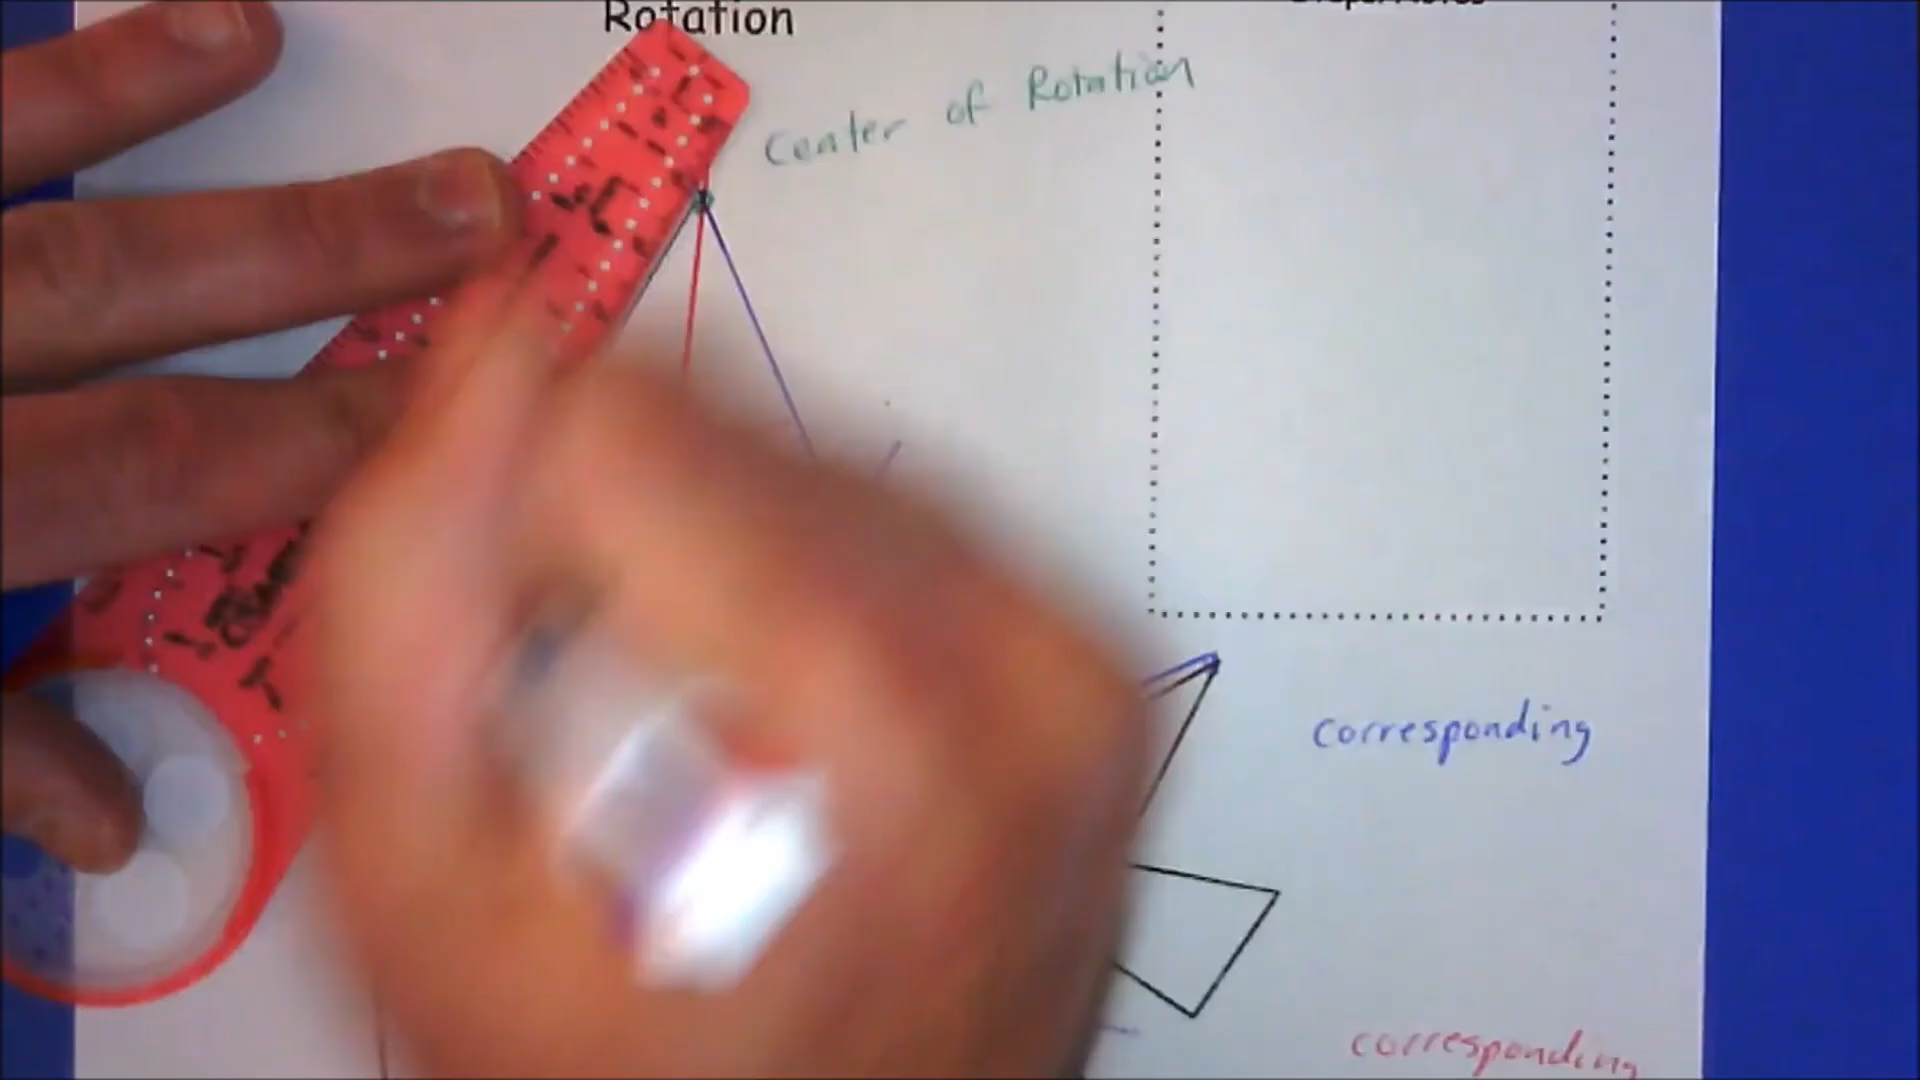 Rotation
Center of Rotation
corresponding
corresponding